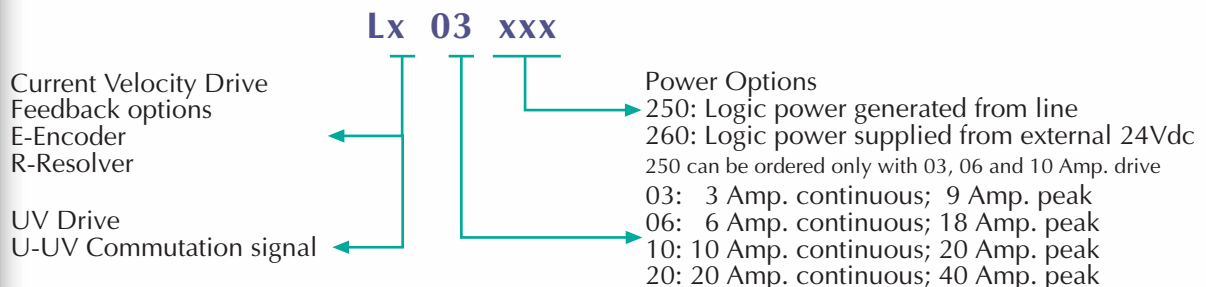 Lx 03 xxx
Current Velocity Drive
Feedback options
E-Encoder
R-Resolver
UV Drive
U-UV Commutation signal
Power Options
250: Logic power generated from line
260: Logic power supplied from external 24Vdc
250 can be ordered only with 03, 06 and 10 Amp. drive
03: 3 Amp. continuous; 9 Amp. peak
06: 6 Amp. continuous; 18 Amp. peak
10: 10 Amp. continuous; 20 Amp. peak
20: 20 Amp. continuous; 40 Amp. peak